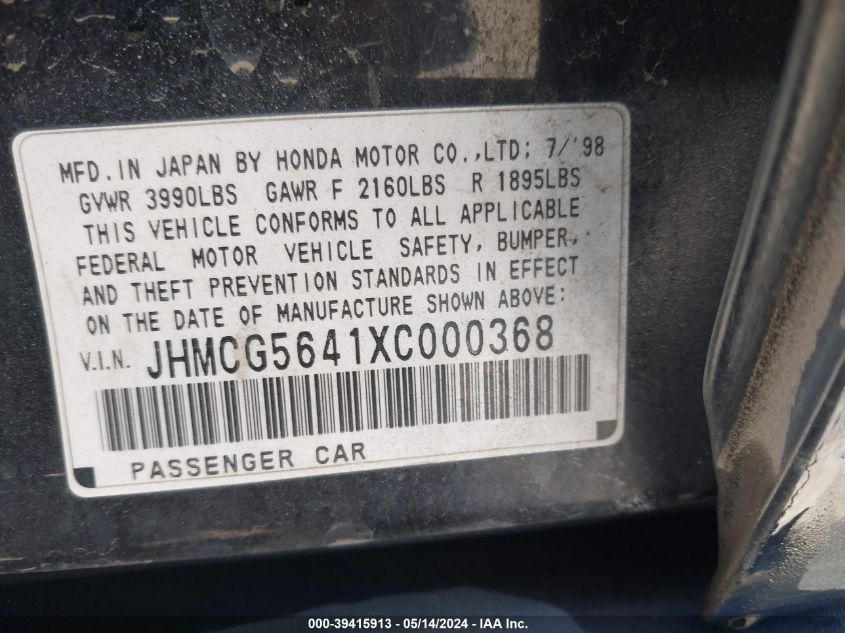 MFD.IN JAPAN BY HONDA MOTOR CO.,LTD; 7/'98
GVWR 3990LBS GAWR F 2160LBS R 1895LBS
THIS VEHICLE CONFORMS TO ALL APPLICABLE
FEDERAL MOTOR VEHICLE SAFETY, BUMPER,
AND THEFT PREVENTION STANDARDS IN EFFECT
ON THE DATE OF MANUFACTURE SHOWN ABOVE:
V.I.N. JHMCG5641XC000368
PASSENGER CAR
000-39415913 - 05/14/2024 - IAA Inc.